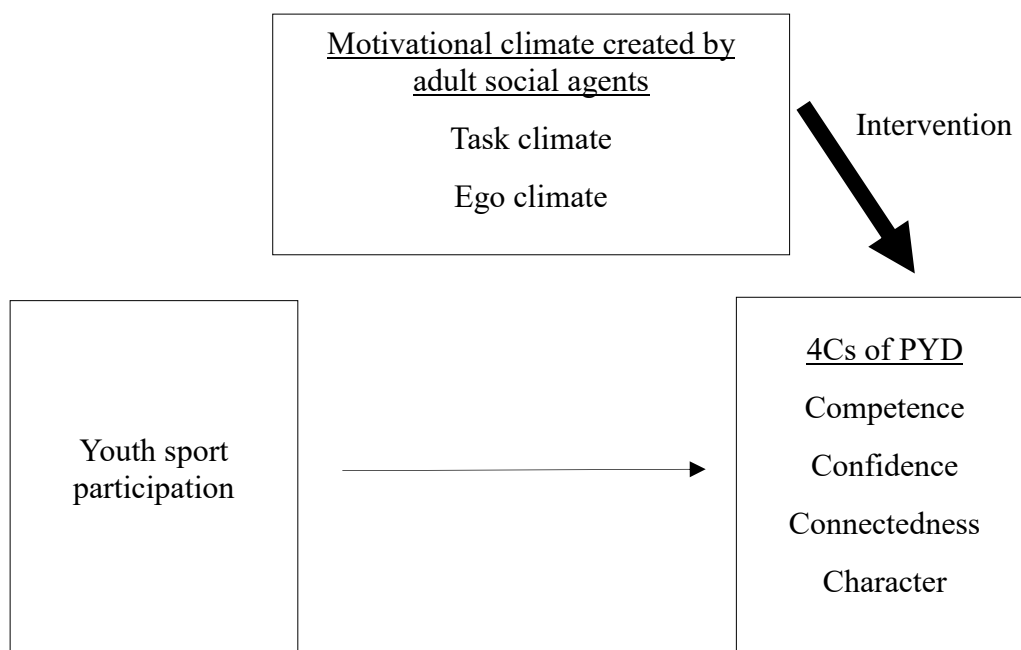 Motivational climate created by
adult social agents
Task climate
Ego climate
Intervention
Youth sport
participation
4Cs of PYD
Competence
Confidence
Connectedness
Character